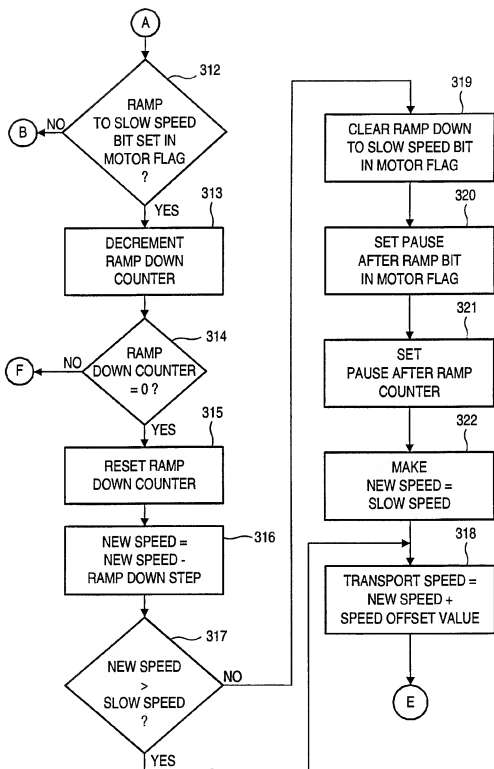 A
312
RAMP
TO SLOW SPEED
BIT SET IN
MOTOR FLAG
?
NO
B
YES
313
DECREMENT
RAMP DOWN
COUNTER
314
RAMP
DOWN COUNTER
= 0 ?
NO
F
YES
315
RESET RAMP
DOWN COUNTER
316
NEW SPEED =
NEW SPEED -
RAMP DOWN STEP
317
NEW SPEED
>
SLOW SPEED
?
NO
YES
319
CLEAR RAMP DOWN
TO SLOW SPEED BIT
IN MOTOR FLAG
320
SET PAUSE
AFTER RAMP BIT
IN MOTOR FLAG
321
SET
PAUSE AFTER RAMP
COUNTER
322
MAKE
NEW SPEED =
SLOW SPEED
318
TRANSPORT SPEED =
NEW SPEED +
SPEED OFFSET VALUE
E